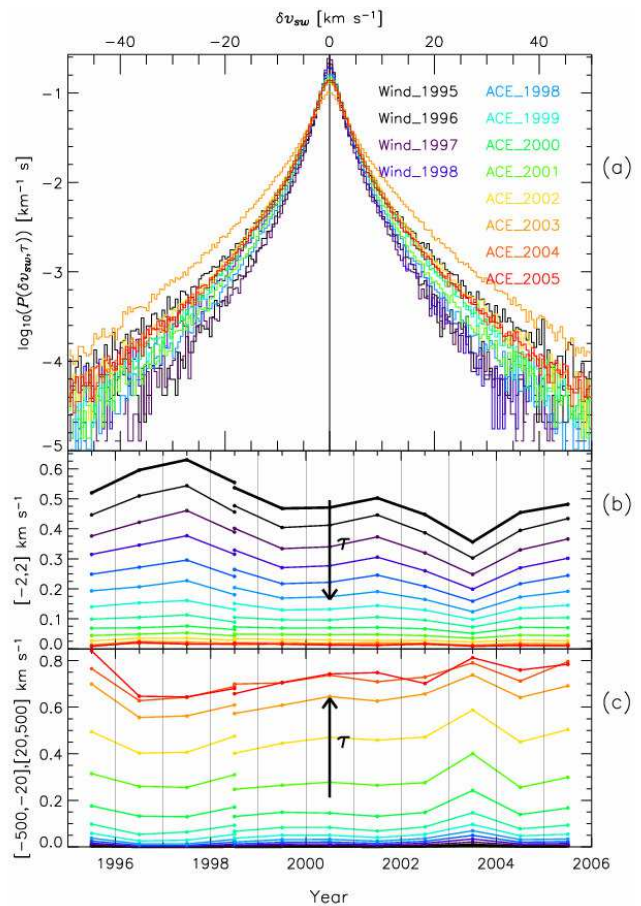 δv_sw [km s⁻¹]
-40 -20 0 20 40
-1
-2
-3
-4
-5
log₁₀(P(δv_sw,τ)) [km⁻¹ s]
Wind_1995
Wind_1996
Wind_1997
Wind_1998
ACE_1998
ACE_1999
ACE_2000
ACE_2001
ACE_2002
ACE_2003
ACE_2004
ACE_2005
(a)
0.6
0.5
0.4
0.3
0.2
0.1
0.0
[-2,2] km s⁻¹
τ
(b)
0.8
0.6
0.4
0.2
0.0
[-500,-20],[20,500] km s⁻¹
τ
(c)
1996 1998 2000 2002 2004 2006
Year